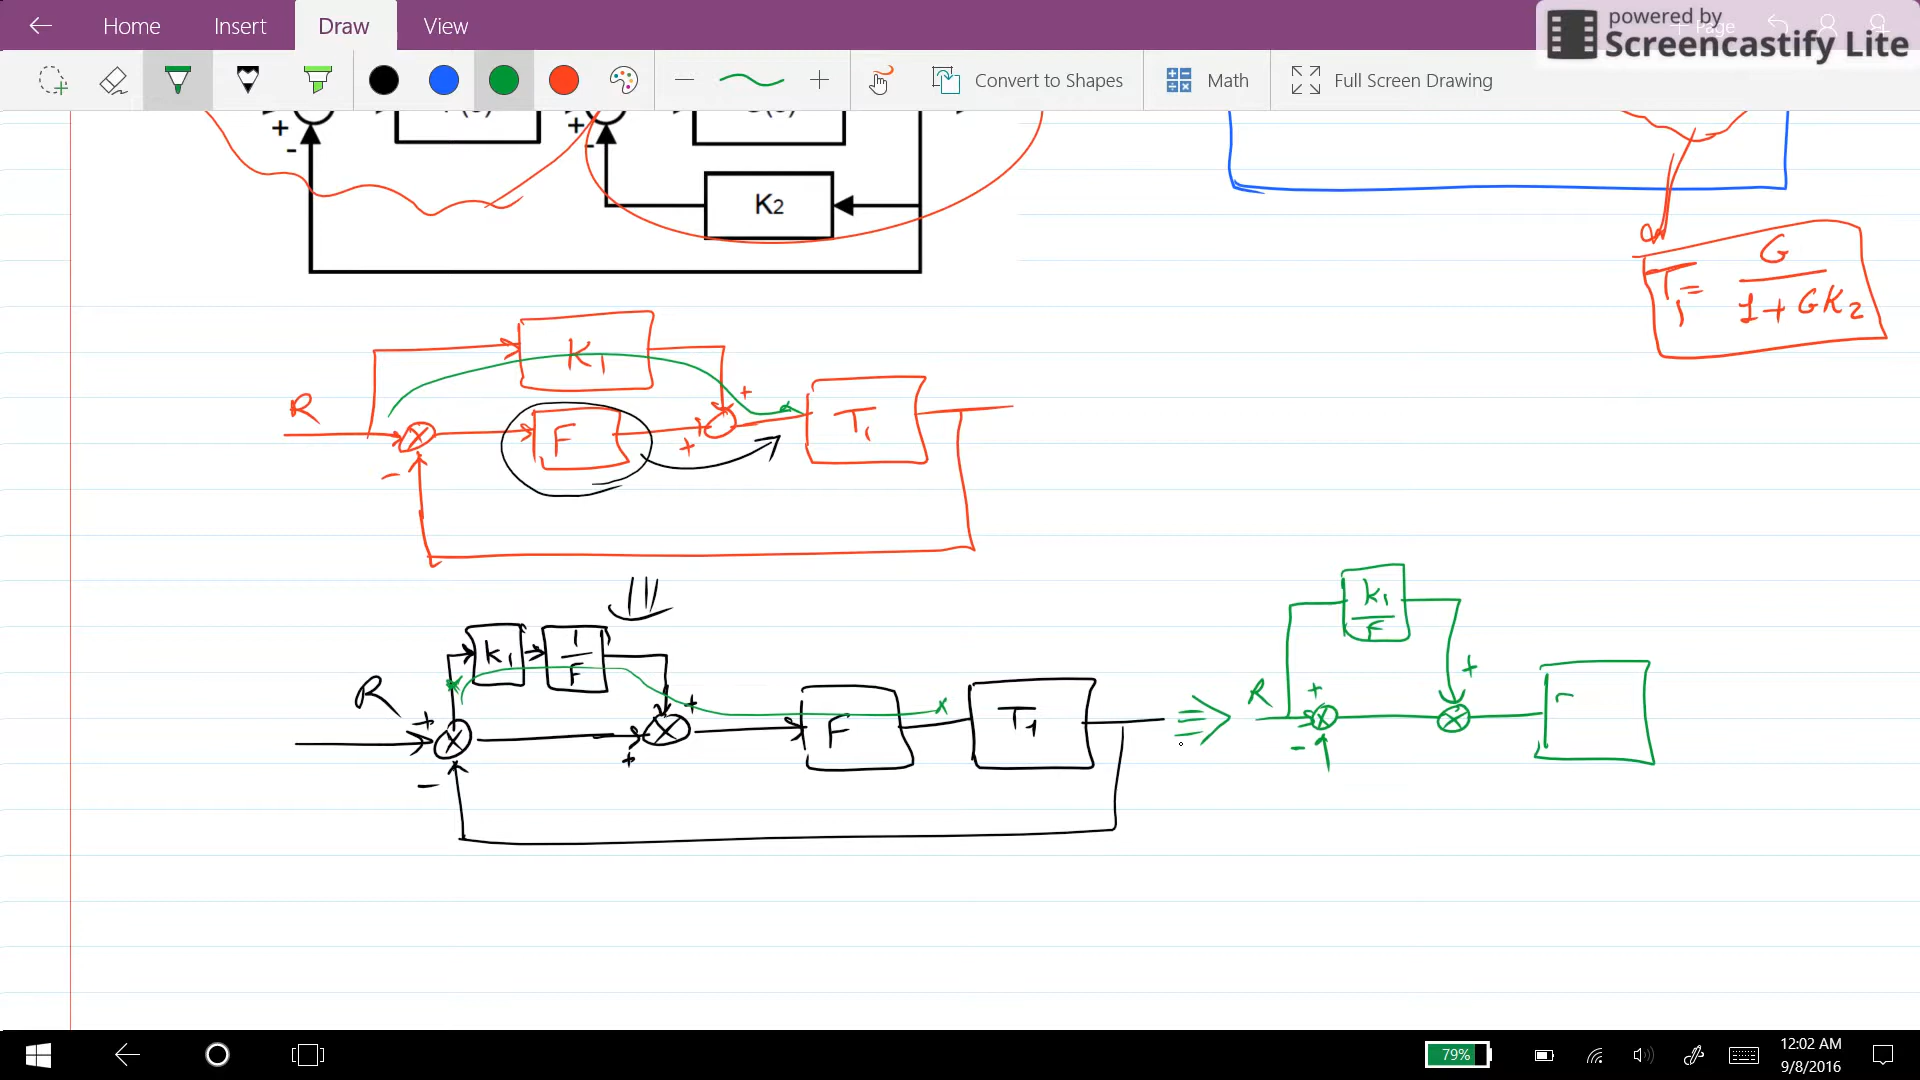 Home Insert Draw View
powered by
Screencastify Lite
Convert to Shapes Math Full Screen Drawing
+ +
- -
K2
T1 = G / 1 + GK2
K1
R + T1
F +
-
K1 1/F
R + + F T1
+
-
K1/F
R + +
-
79%
12:02 AM
9/8/2016